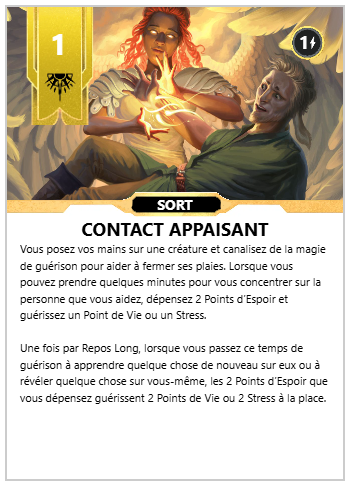 1
1
SORT
CONTACT APPAISANT
Vous posez vos mains sur une créature et canalisez de la magie
de guérison pour aider à fermer ses plaies. Lorsque vous
pouvez prendre quelques minutes pour vous concentrer sur la
personne que vous aidez, dépensez 2 Points d'Espoir et
guérissez un Point de Vie ou un Stress.
Une fois par Repos Long, lorsque vous passez ce temps de
guérison à apprendre quelque chose de nouveau sur eux ou à
révéler quelque chose sur vous-même, les 2 Points d'Espoir que
vous dépensez guérissent 2 Points de Vie ou 2 Stress à la place.